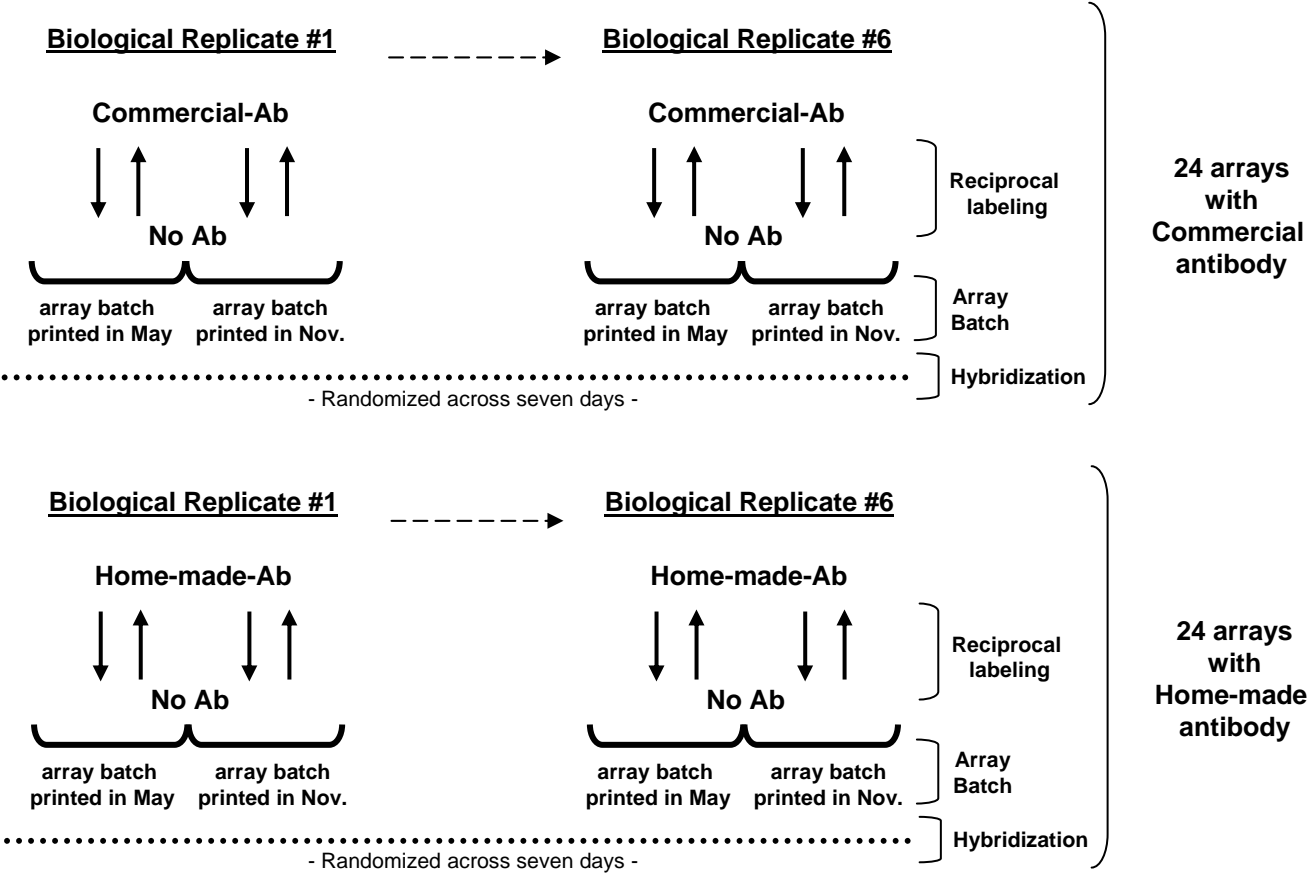 Biological Replicate #1
Biological Replicate #6
Commercial-Ab
Commercial-Ab
Reciprocal
labeling
No Ab
No Ab
array batch
printed in May
array batch
printed in Nov.
array batch
printed in May
array batch
printed in Nov.
Array
Batch
Hybridization
- Randomized across seven days -
24 arrays
with
Commercial
antibody
Biological Replicate #1
Biological Replicate #6
Home-made-Ab
Home-made-Ab
Reciprocal
labeling
No Ab
No Ab
array batch
printed in May
array batch
printed in Nov.
array batch
printed in May
array batch
printed in Nov.
Array
Batch
Hybridization
- Randomized across seven days -
24 arrays
with
Home-made
antibody